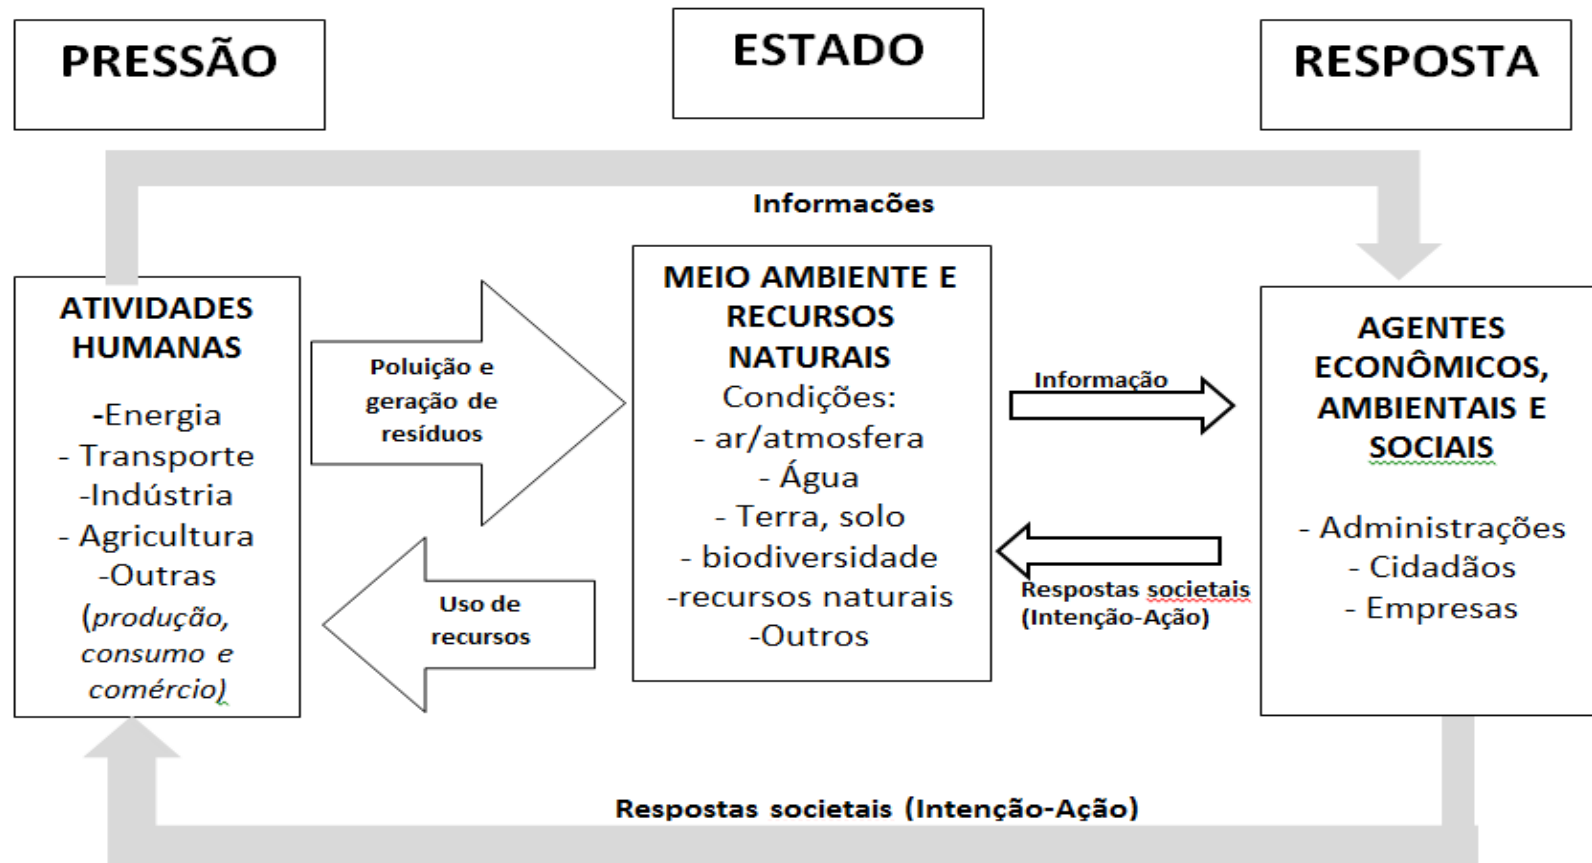 PRESSÃO
ESTADO
RESPOSTA
Informacões
ATIVIDADES
HUMANAS
-Energia
- Transporte
-Indústria
- Agricultura
-Outras
(produção,
consumo e
comércio)
Poluição e
geração de
resíduos
Uso de
recursos
MEIO AMBIENTE E
RECURSOS
NATURAIS
Condições:
- ar/atmosfera
- Água
- Terra, solo
- biodiversidade
-recursos naturais
-Outros
Informação
Respostas societais
(Intenção-Ação)
AGENTES
ECONÔMICOS,
AMBIENTAIS E
SOCIAIS
- Administrações
- Cidadãos
- Empresas
Respostas societais (Intenção-Ação)